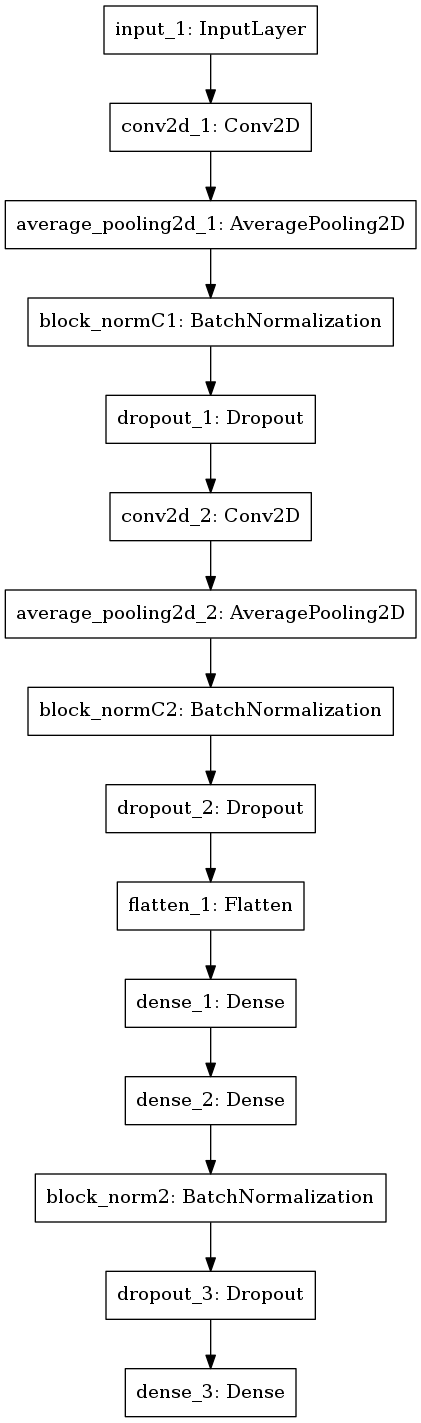 input_1: InputLayer
conv2d_1: Conv2D
average_pooling2d_1: AveragePooling2D
block_normC1: BatchNormalization
dropout_1: Dropout
conv2d_2: Conv2D
average_pooling2d_2: AveragePooling2D
block_normC2: BatchNormalization
dropout_2: Dropout
flatten_1: Flatten
dense_1: Dense
dense_2: Dense
block_norm2: BatchNormalization
dropout_3: Dropout
dense_3: Dense